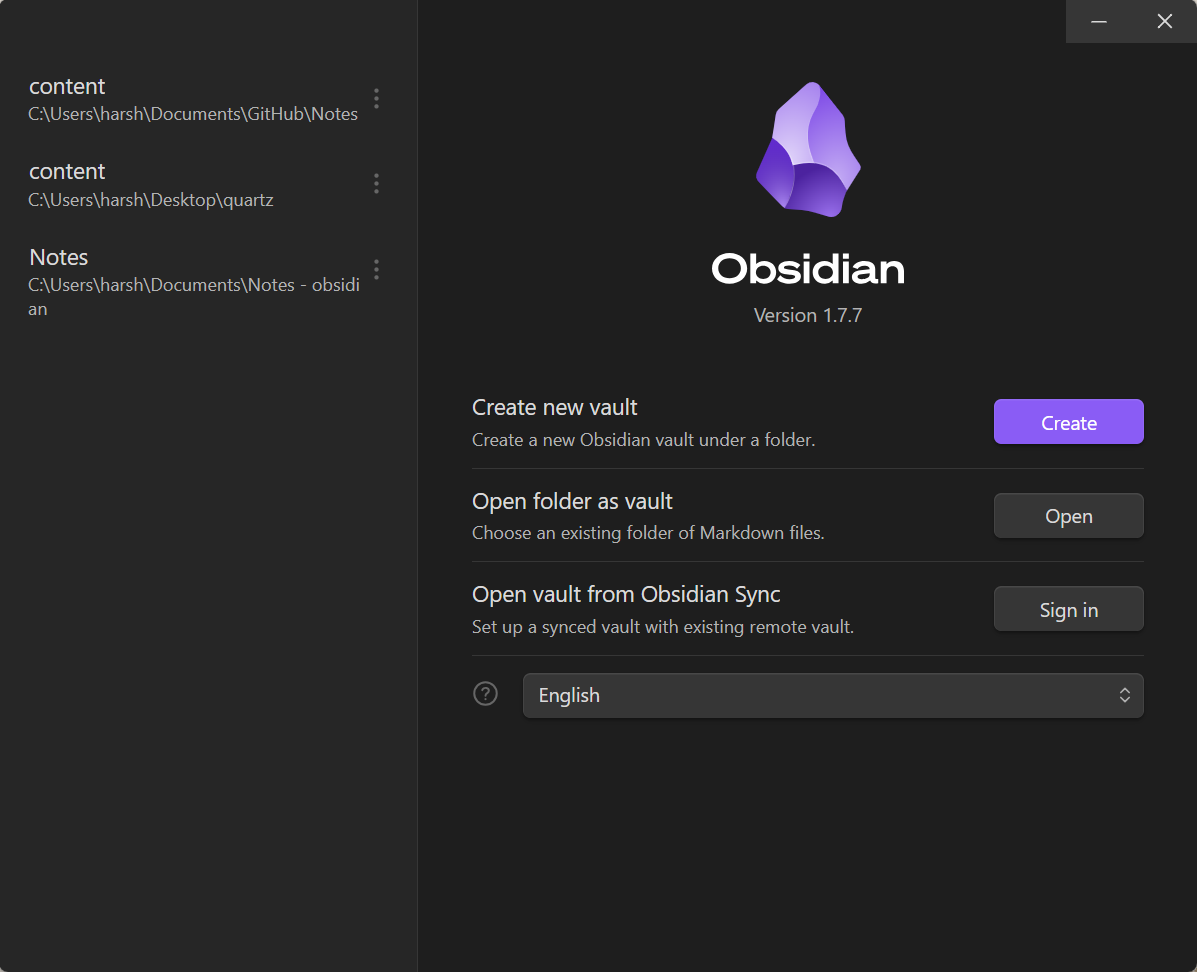 content
C:\Users\harsh\Documents\GitHub\Notes
content
C:\Users\harsh\Desktop\quartz
Notes
C:\Users\harsh\Documents\Notes - obsidi
an
Obsidian
Version 1.7.7
Create new vault
Create a new Obsidian vault under a folder.
Create
Open folder as vault
Choose an existing folder of Markdown files.
Open
Open vault from Obsidian Sync
Set up a synced vault with existing remote vault.
Sign in
?
English